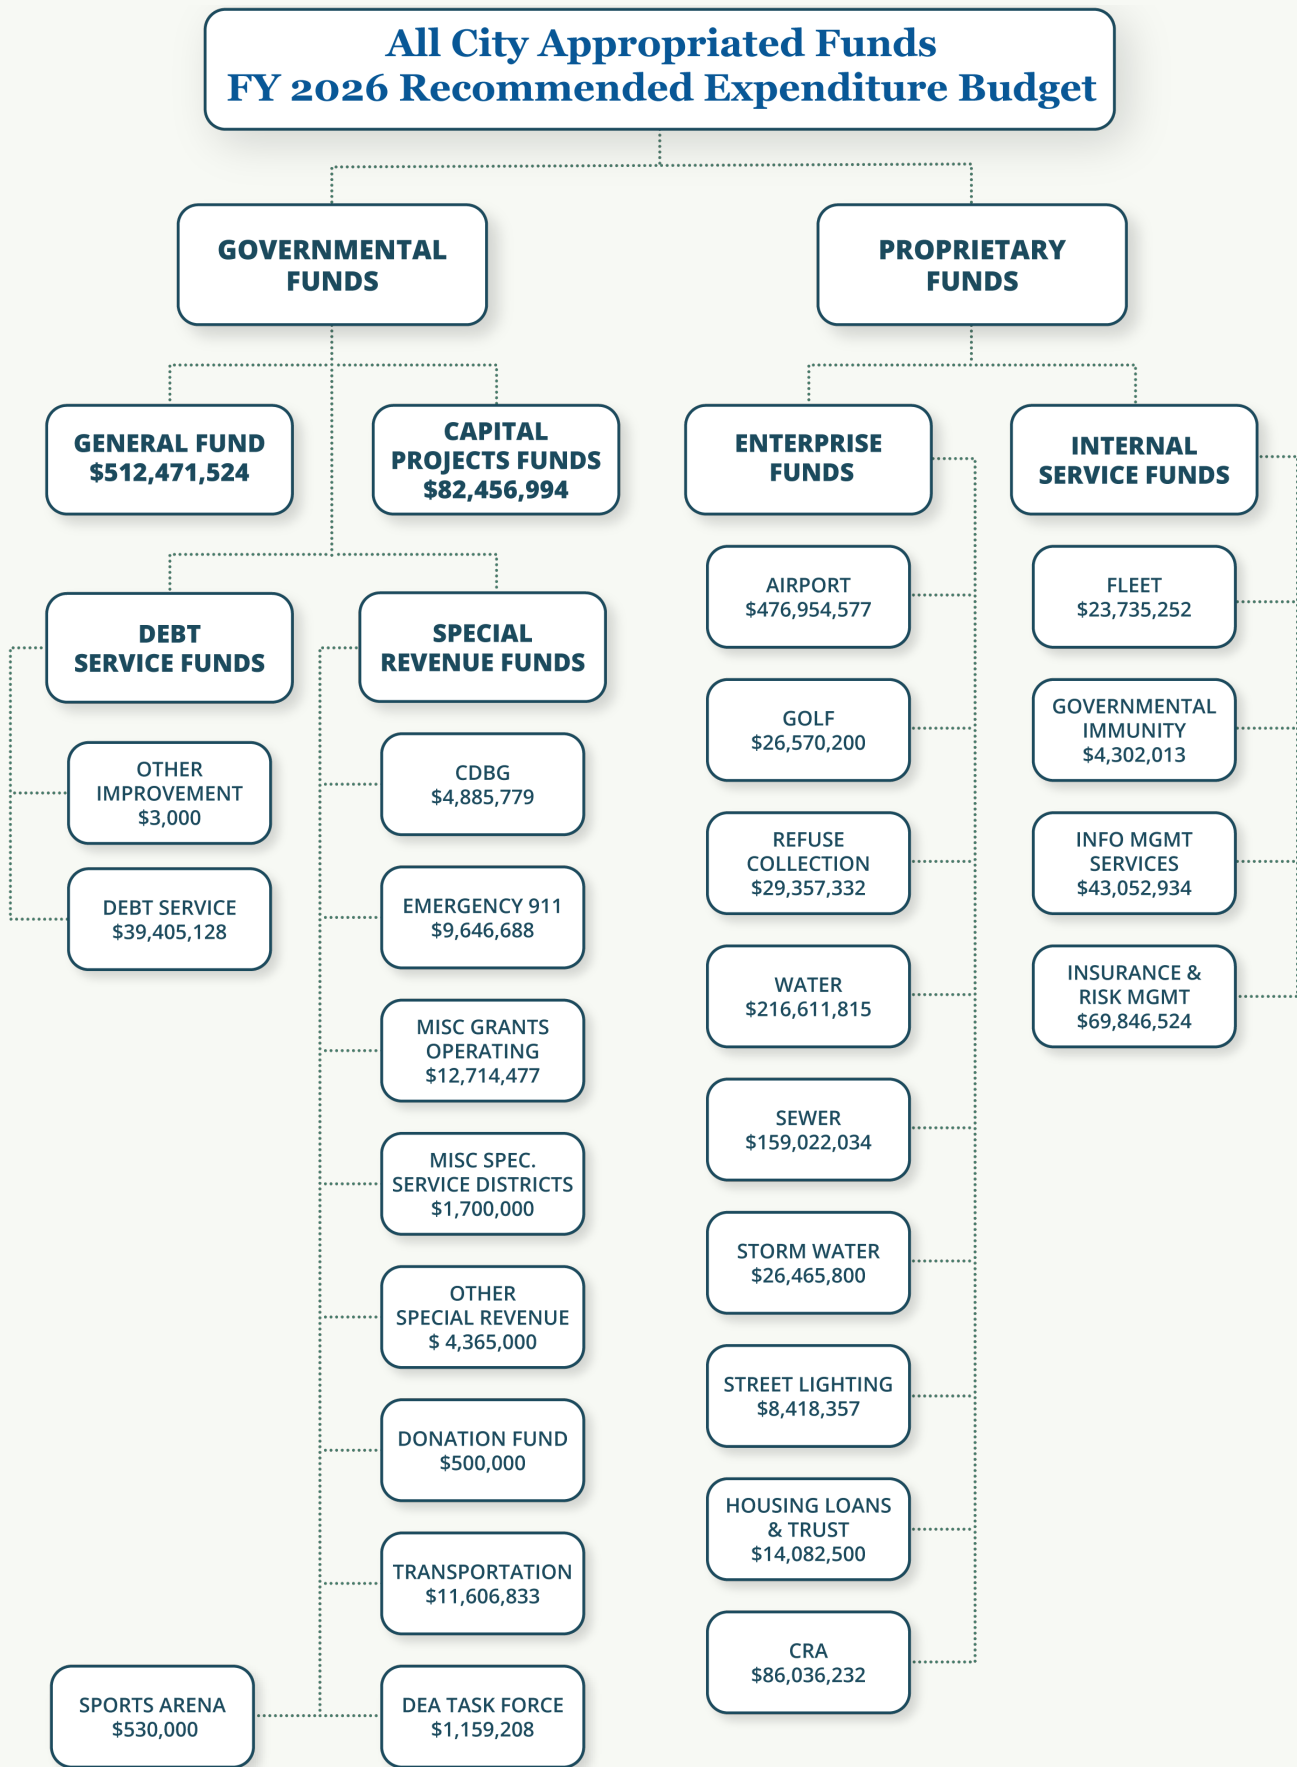 All City Appropriated Funds
FY 2026 Recommended Expenditure Budget
GOVERNMENTAL
FUNDS
PROPRIETARY
FUNDS
GENERAL FUND
$512,471,524
CAPITAL
PROJECTS FUNDS
$82,456,994
ENTERPRISE
FUNDS
INTERNAL
SERVICE FUNDS
DEBT
SERVICE FUNDS
OTHER
IMPROVEMENT
$3,000
DEBT SERVICE
$39,405,128
SPECIAL
REVENUE FUNDS
CDBG
$4,885,779
EMERGENCY 911
$9,646,688
MISC GRANTS
OPERATING
$12,714,477
MISC SPEC.
SERVICE DISTRICTS
$1,700,000
OTHER
SPECIAL REVENUE
$ 4,365,000
DONATION FUND
$500,000
TRANSPORTATION
$11,606,833
SPORTS ARENA
$530,000
DEA TASK FORCE
$1,159,208
AIRPORT
$476,954,577
GOLF
$26,570,200
REFUSE
COLLECTION
$29,357,332
WATER
$216,611,815
SEWER
$159,022,034
STORM WATER
$26,465,800
STREET LIGHTING
$8,418,357
HOUSING LOANS
& TRUST
$14,082,500
CRA
$86,036,232
FLEET
$23,735,252
GOVERNMENTAL
IMMUNITY
$4,302,013
INFO MGMT
SERVICES
$43,052,934
INSURANCE &
RISK MGMT
$69,846,524